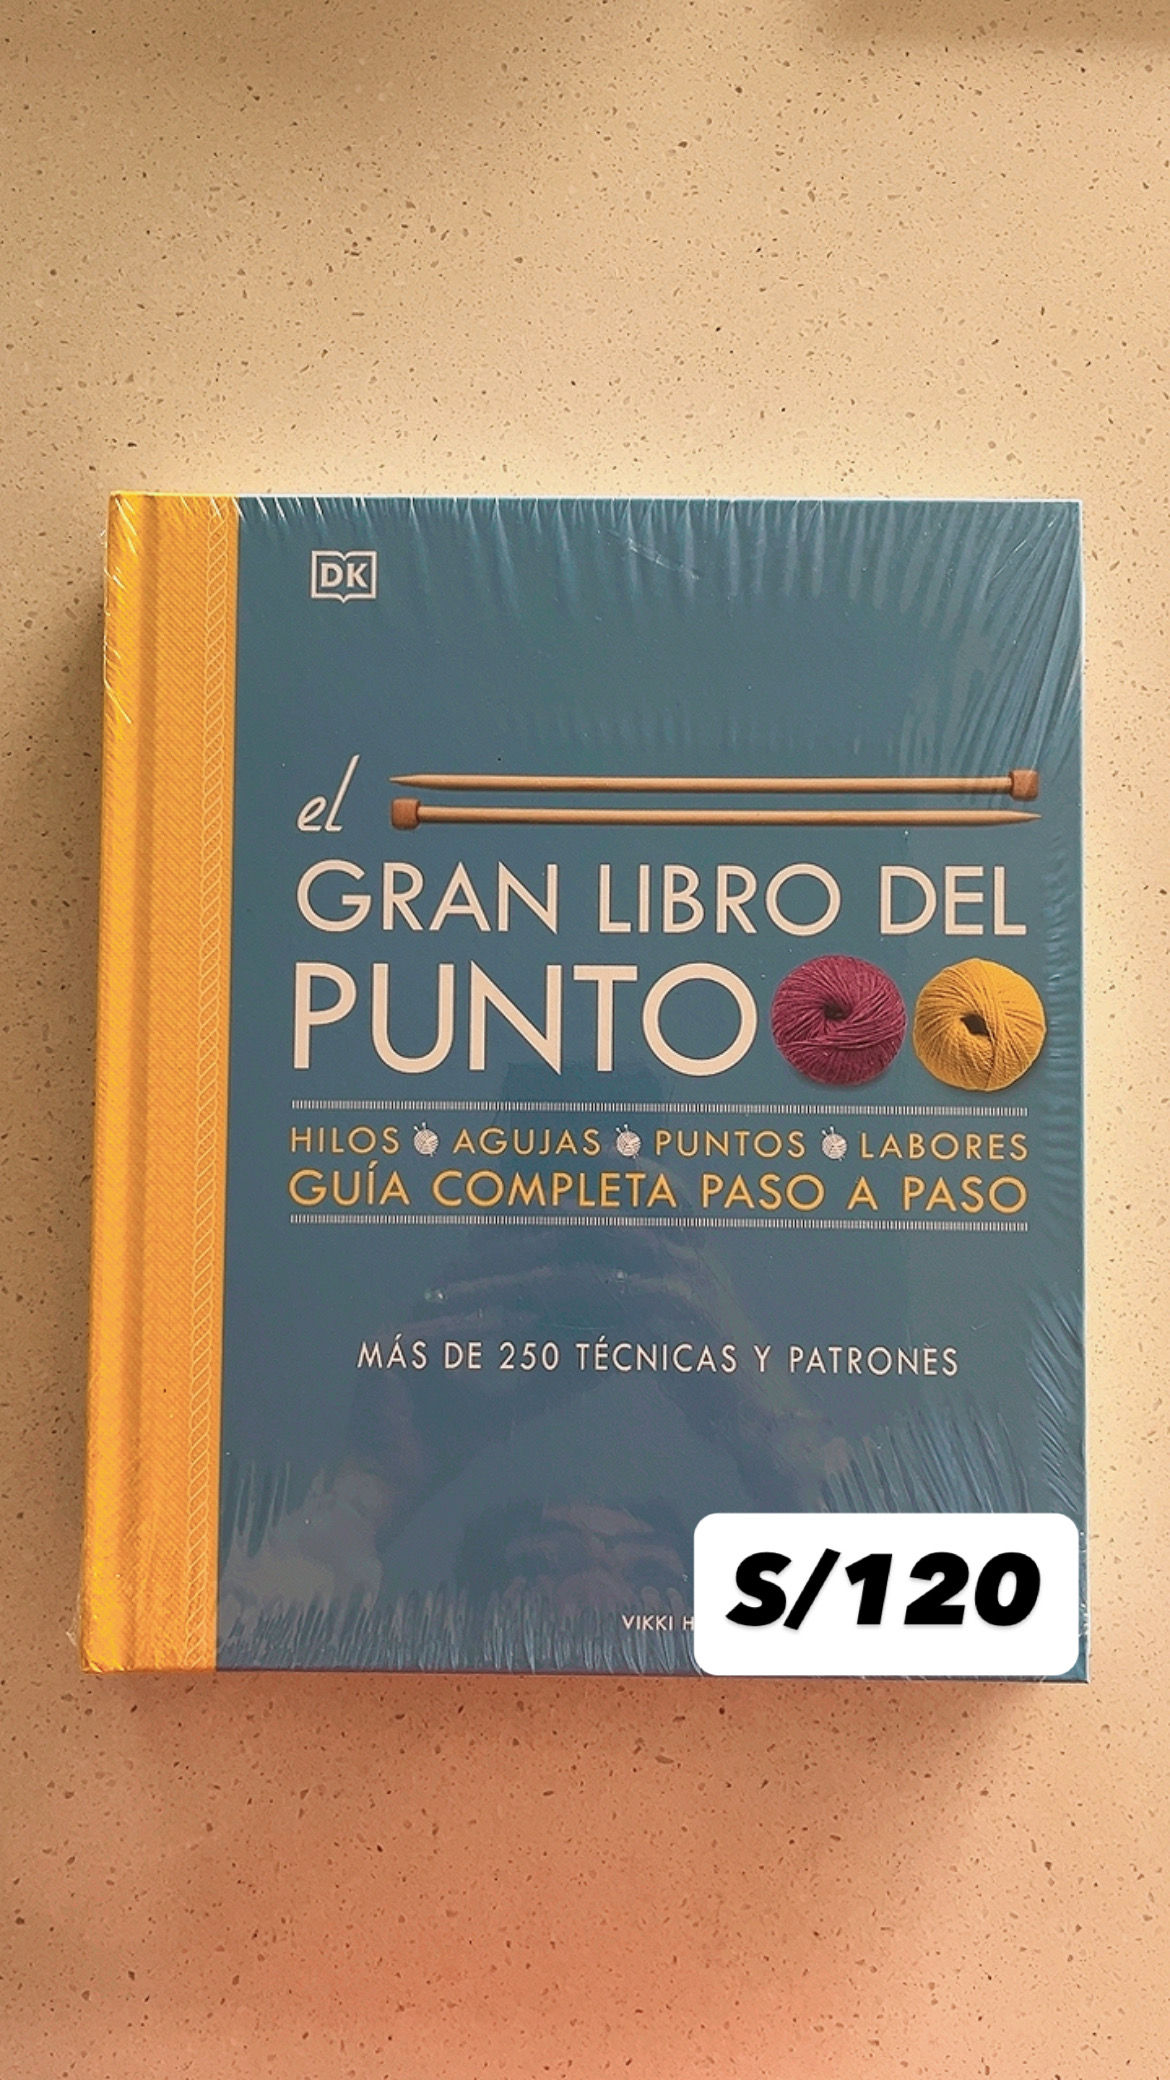 DK
el
GRAN LIBRO DEL
PUNTO
HILOS AGUJAS PUNTOS LABORES
GUÍA COMPLETA PASO A PASO
MÁS DE 250 TÉCNICAS Y PATRONES
VIKKI
S/120